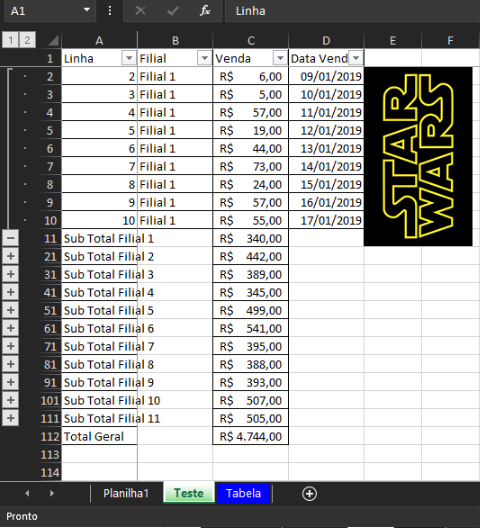 A1 fx Linha
1 2
A B C D E F
1 Linha Filial Venda Data Vend
2 2 Filial 1 R$ 6,00 09/01/2019
3 3 Filial 1 R$ 5,00 10/01/2019
4 4 Filial 1 R$ 57,00 11/01/2019
5 5 Filial 1 R$ 19,00 12/01/2019
6 6 Filial 1 R$ 44,00 13/01/2019
7 7 Filial 1 R$ 73,00 14/01/2019
8 8 Filial 1 R$ 24,00 15/01/2019
9 9 Filial 1 R$ 57,00 16/01/2019
10 10 Filial 1 R$ 55,00 17/01/2019
STAR
WARS
11 Sub Total Filial 1 R$ 340,00
21 Sub Total Filial 2 R$ 442,00
31 Sub Total Filial 3 R$ 389,00
41 Sub Total Filial 4 R$ 345,00
51 Sub Total Filial 5 R$ 499,00
61 Sub Total Filial 6 R$ 541,00
71 Sub Total Filial 7 R$ 395,00
81 Sub Total Filial 8 R$ 388,00
91 Sub Total Filial 9 R$ 393,00
101 Sub Total Filial 10 R$ 507,00
111 Sub Total Filial 11 R$ 505,00
112 Total Geral R$ 4.744,00
113
114
Planilha1 Teste Tabela
Pronto